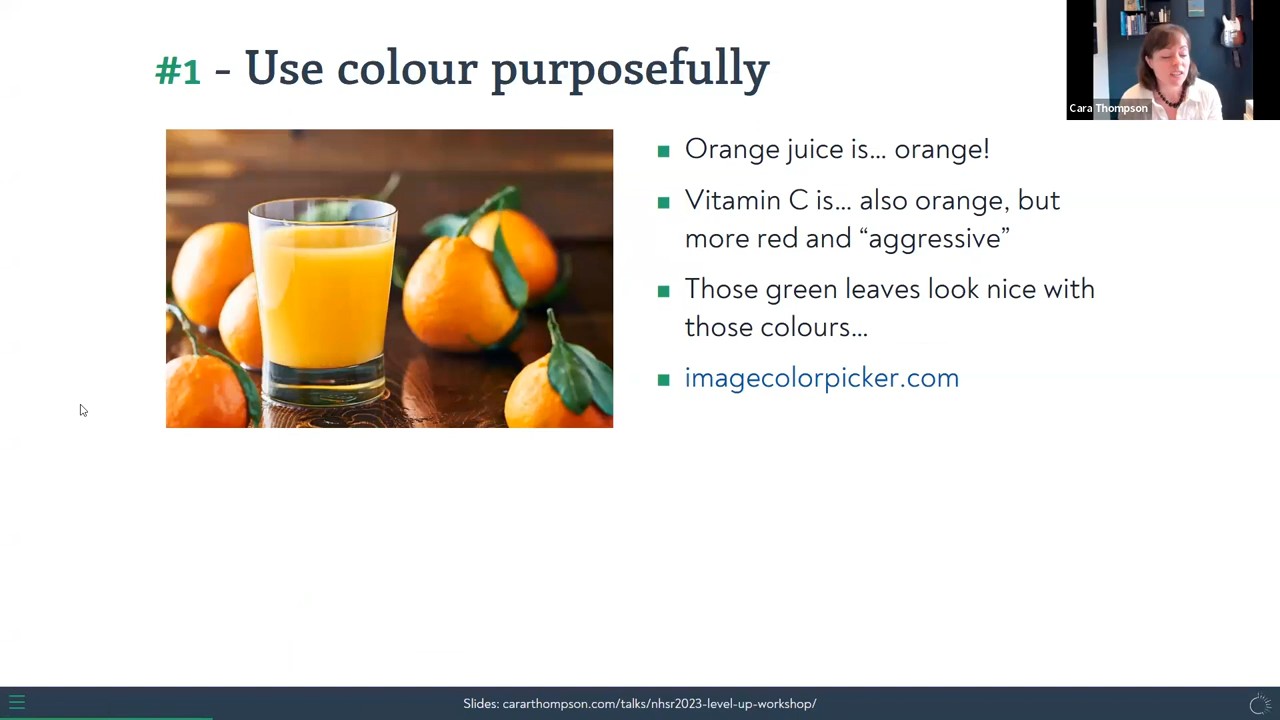 #1 - Use colour purposefully
Cara Thompson
Orange juice is... orange!
Vitamin C is... also orange, but
more red and “aggressive”
Those green leaves look nice with
those colours...
imagecolorpicker.com
Slides: cararthompson.com/talks/nhsr2023-level-up-workshop/